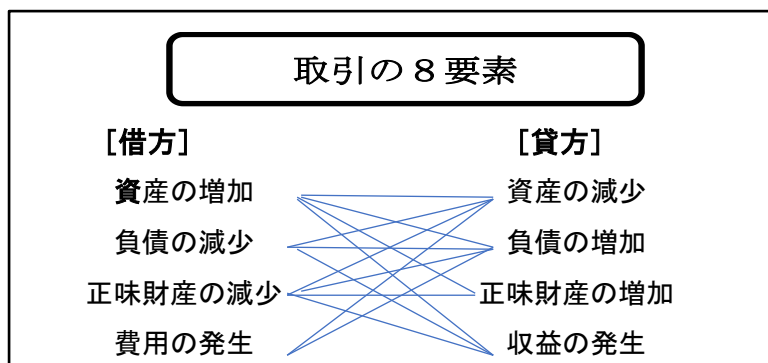 取引の８要素
［借方］ ［貸方］
資産の増加 資産の減少
負債の減少 負債の増加
正味財産の減少 正味財産の増加
費用の発生 収益の発生